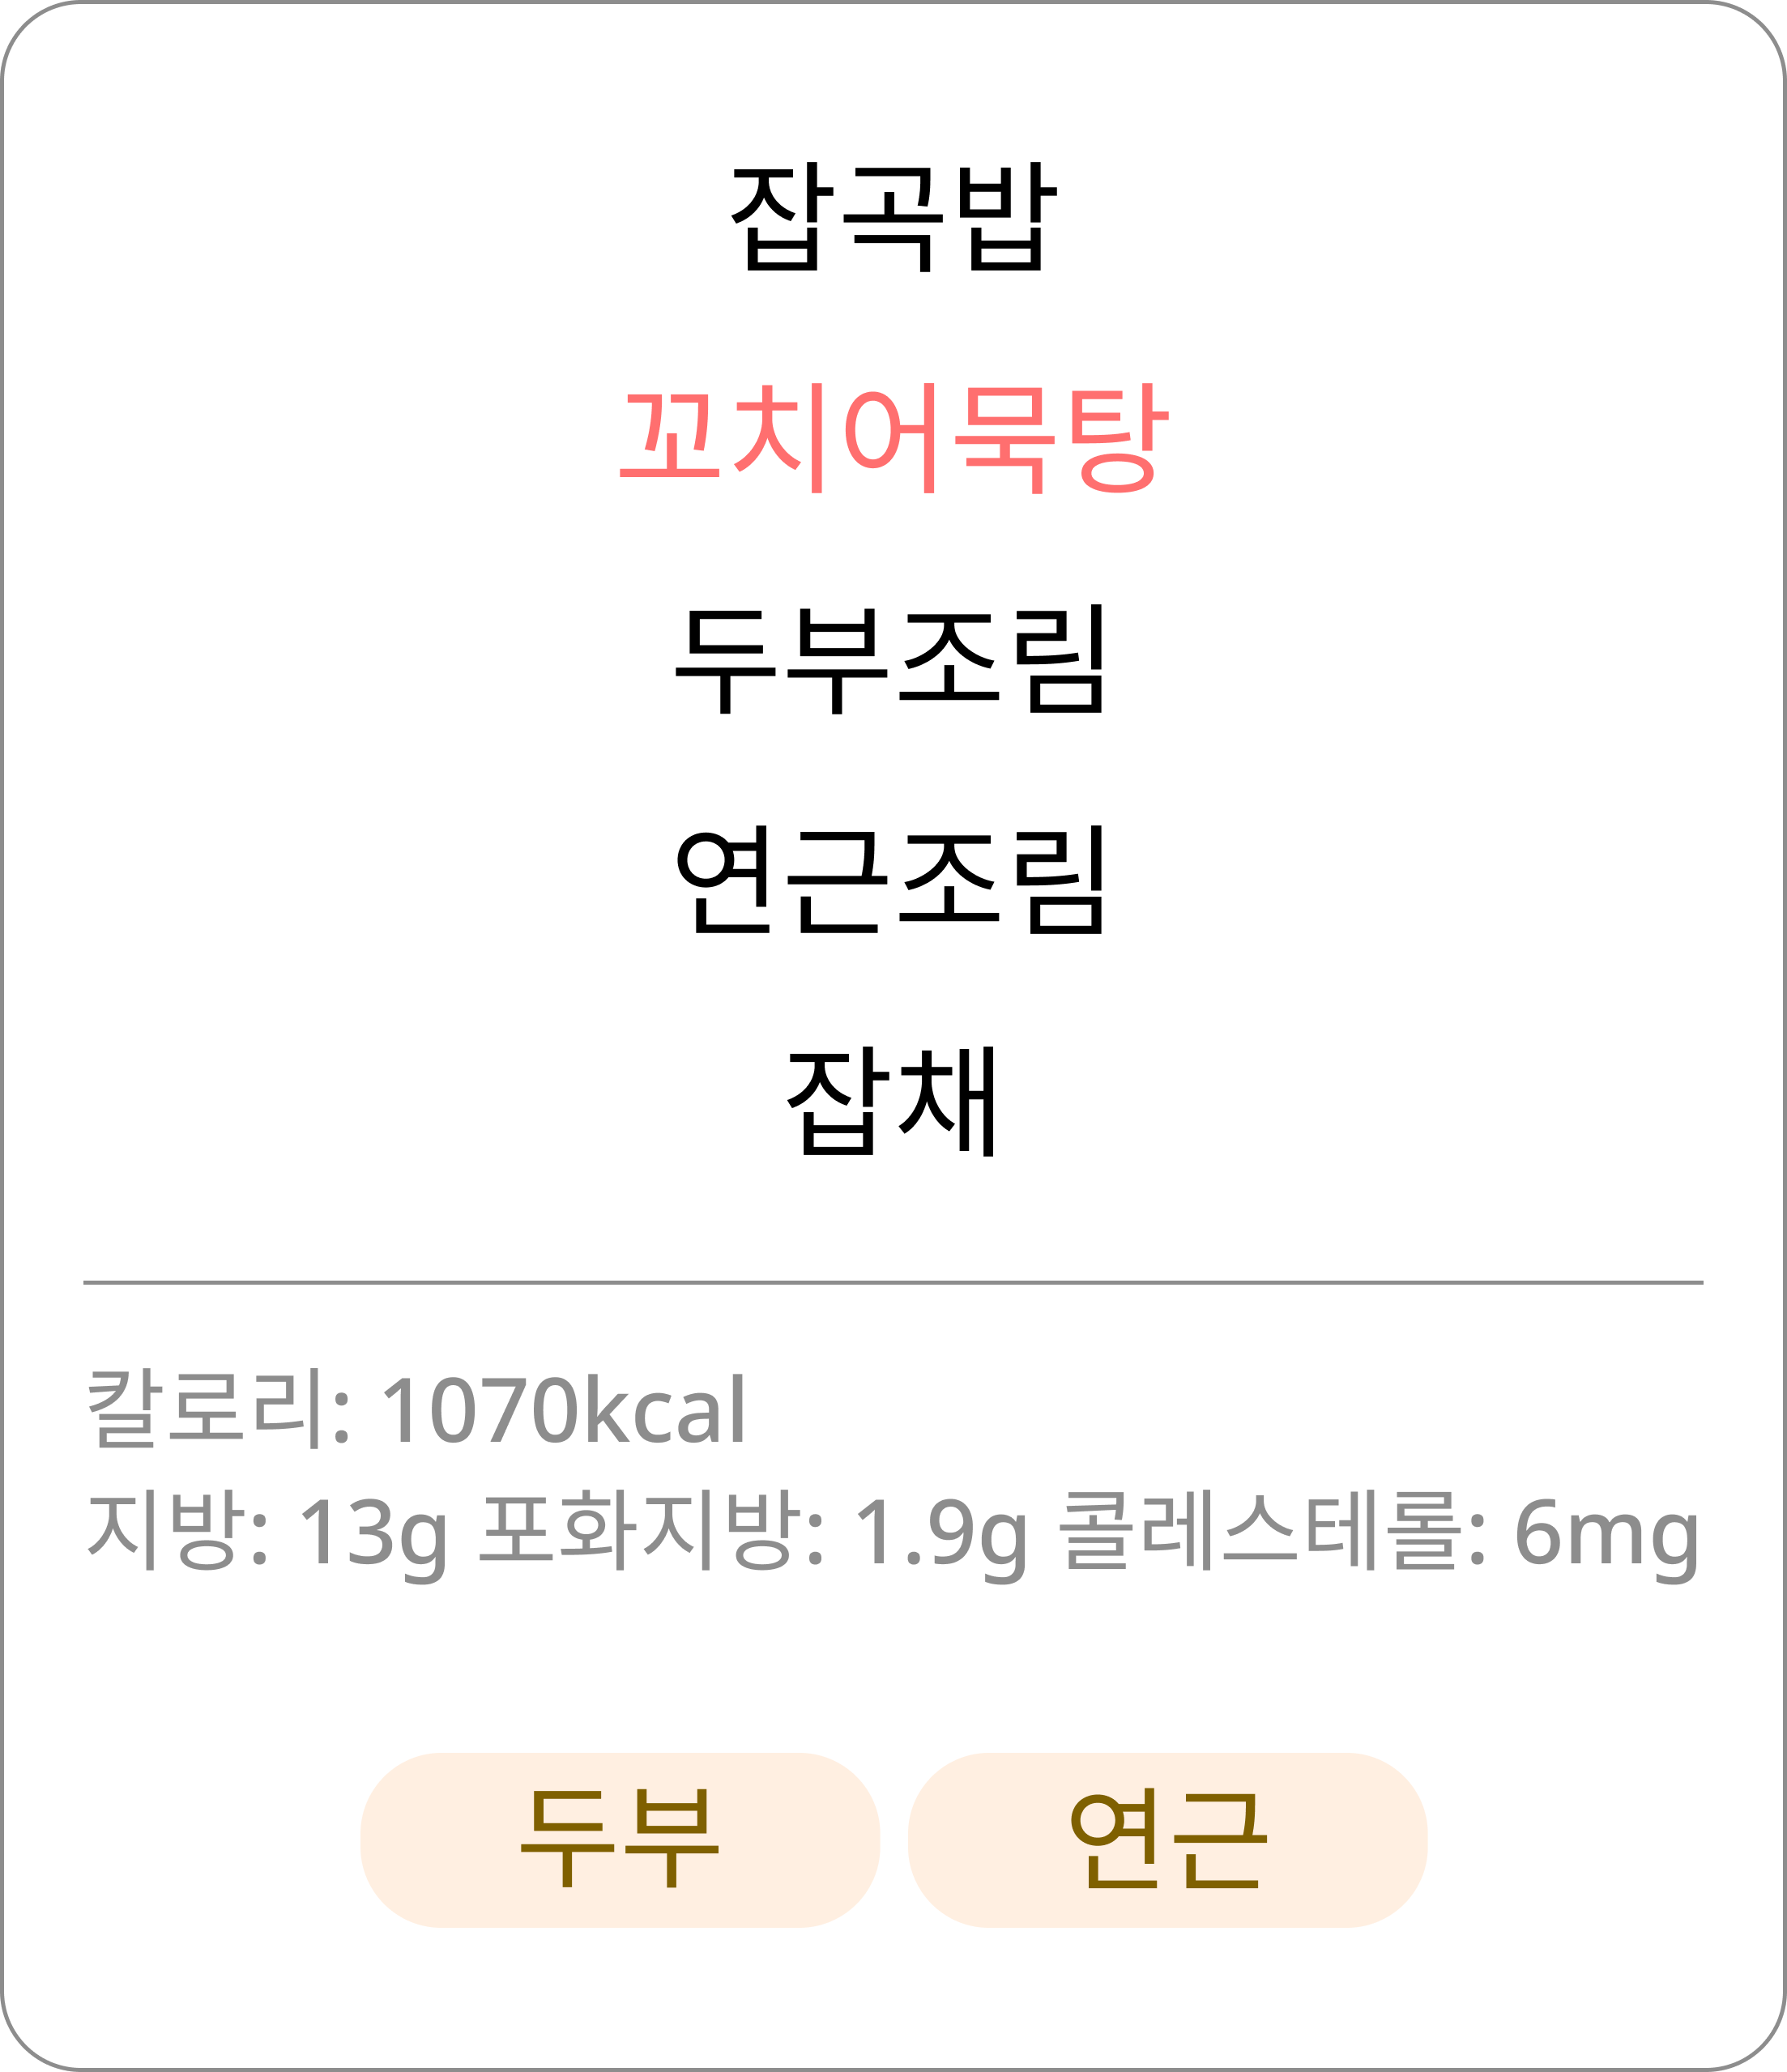 잡곡밥
꼬치어묵탕
두부조림
연근조림
잡채
칼로리: 1070kcal
지방: 13g 포화지방: 1.9g 클레스테롤: 6mg
두부 연근